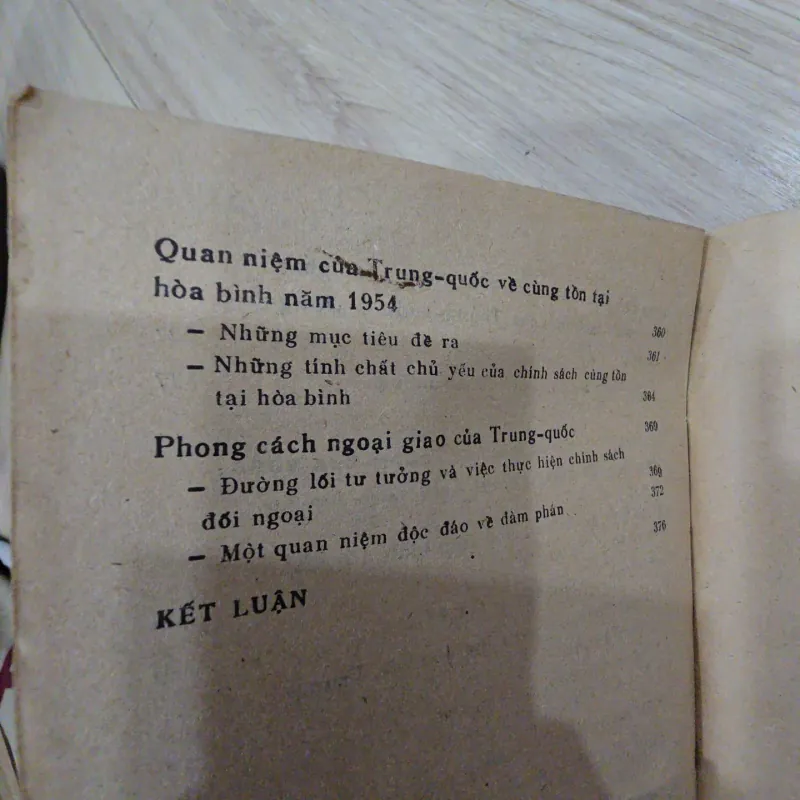 Quan niệm của Trung-quốc về cùng tồn tại
hòa bình năm 1954 360
— Những mục tiêu đề ra 361
— Những tính chất chủ yếu của chính sách cùng tồn
tại hòa bình 364
Phong cách ngoại giao của Trung-quốc 369
— Đường lối tư tưởng và việc thực hiện chính sách
đối ngoại 369
— Một quan niệm độc đáo về đàm phán 372
KẾT LUẬN 376